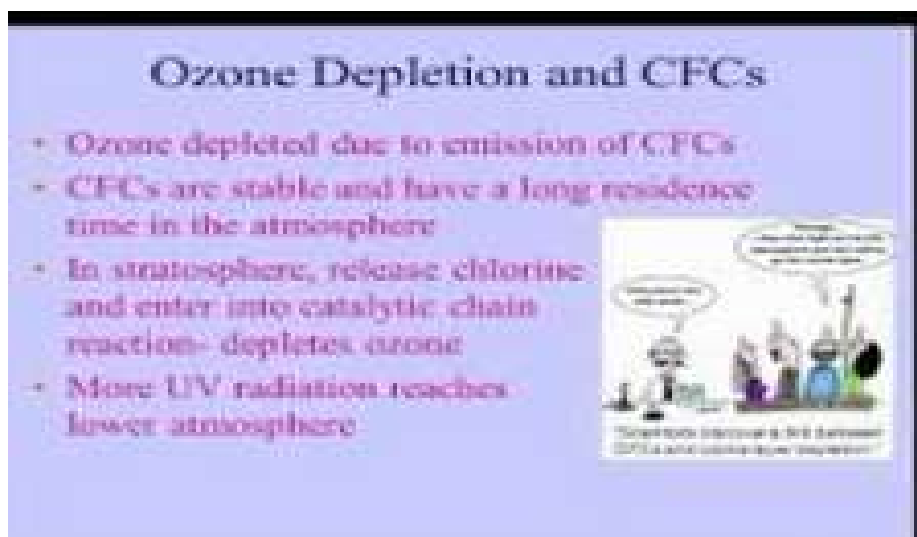 Ozone Depletion and CFCs
• Ozone depleted due to emission of CFCs
• CFCs are stable and have a long residence
time in the atmosphere
• In stratosphere, release chlorine
and enter into catalytic chain
reaction- depletes ozone
• More UV radiation reaches
lower atmosphere